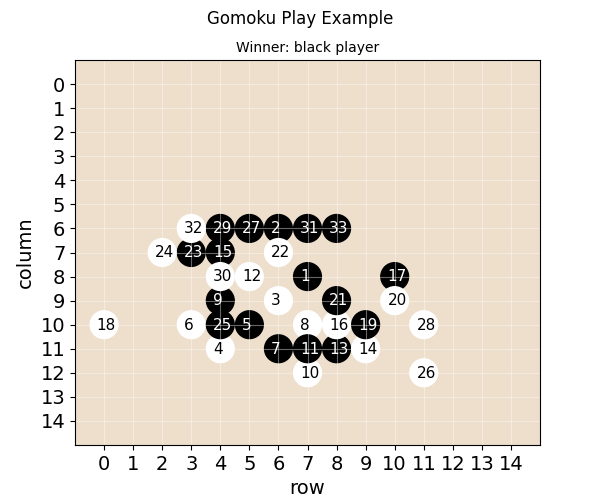 Gomoku Play Example
Winner: black player
0
1
2
3
4
5
6 32 29 27 2 31 33
7 24 23 15 22
8 30 12 1 17
9 9 3 21 20
10 18 6 25 5 8 16 19 28
11 4 7 11 13 14
12 10 26
13
14
column
0 1 2 3 4 5 6 7 8 9 10 11 12 13 14
row